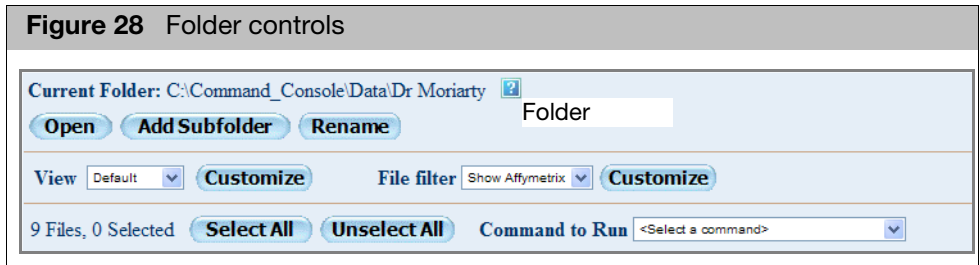 Figure 28 Folder controls
Current Folder: C:\Command_Console\Data\Dr Moriarty ?
Folder
Open Add Subfolder Rename
View Default Customize File filter Show Affymetrix Customize
9 Files, 0 Selected Select All Unselect All Command to Run <Select a command>